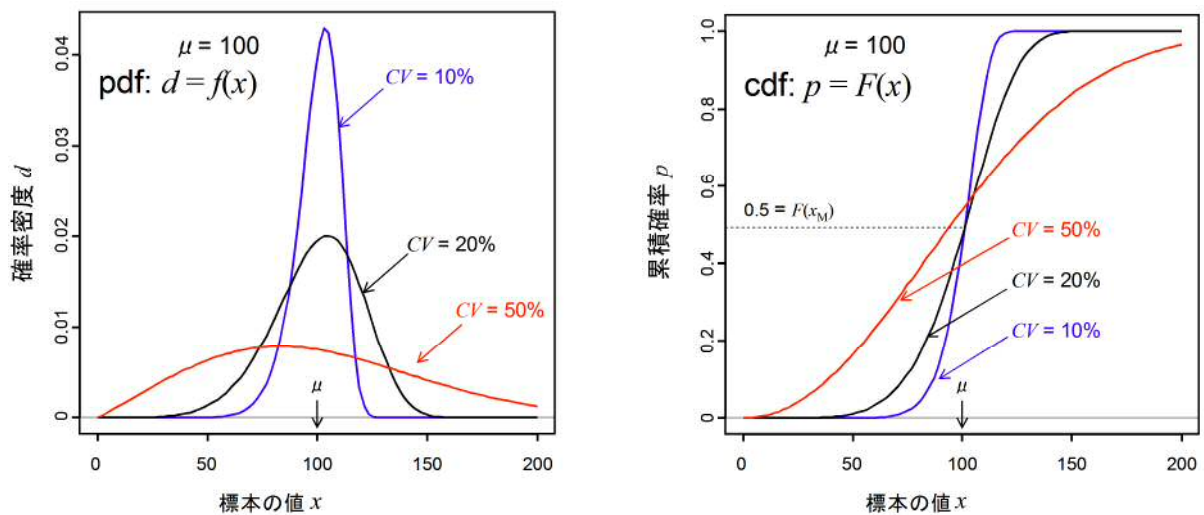 μ = 100
pdf: d = f(x)
CV = 10%
CV = 20%
CV = 50%
μ
確率密度 d
0.04
0.03
0.02
0.01
0
0
50
100
150
200
標本の値 x
μ = 100
cdf: p = F(x)
0.5 = F(xM)
CV = 50%
CV = 20%
CV = 10%
μ
累積確率 p
1.0
0.8
0.6
0.4
0.2
0
0
50
100
150
200
標本の値 x